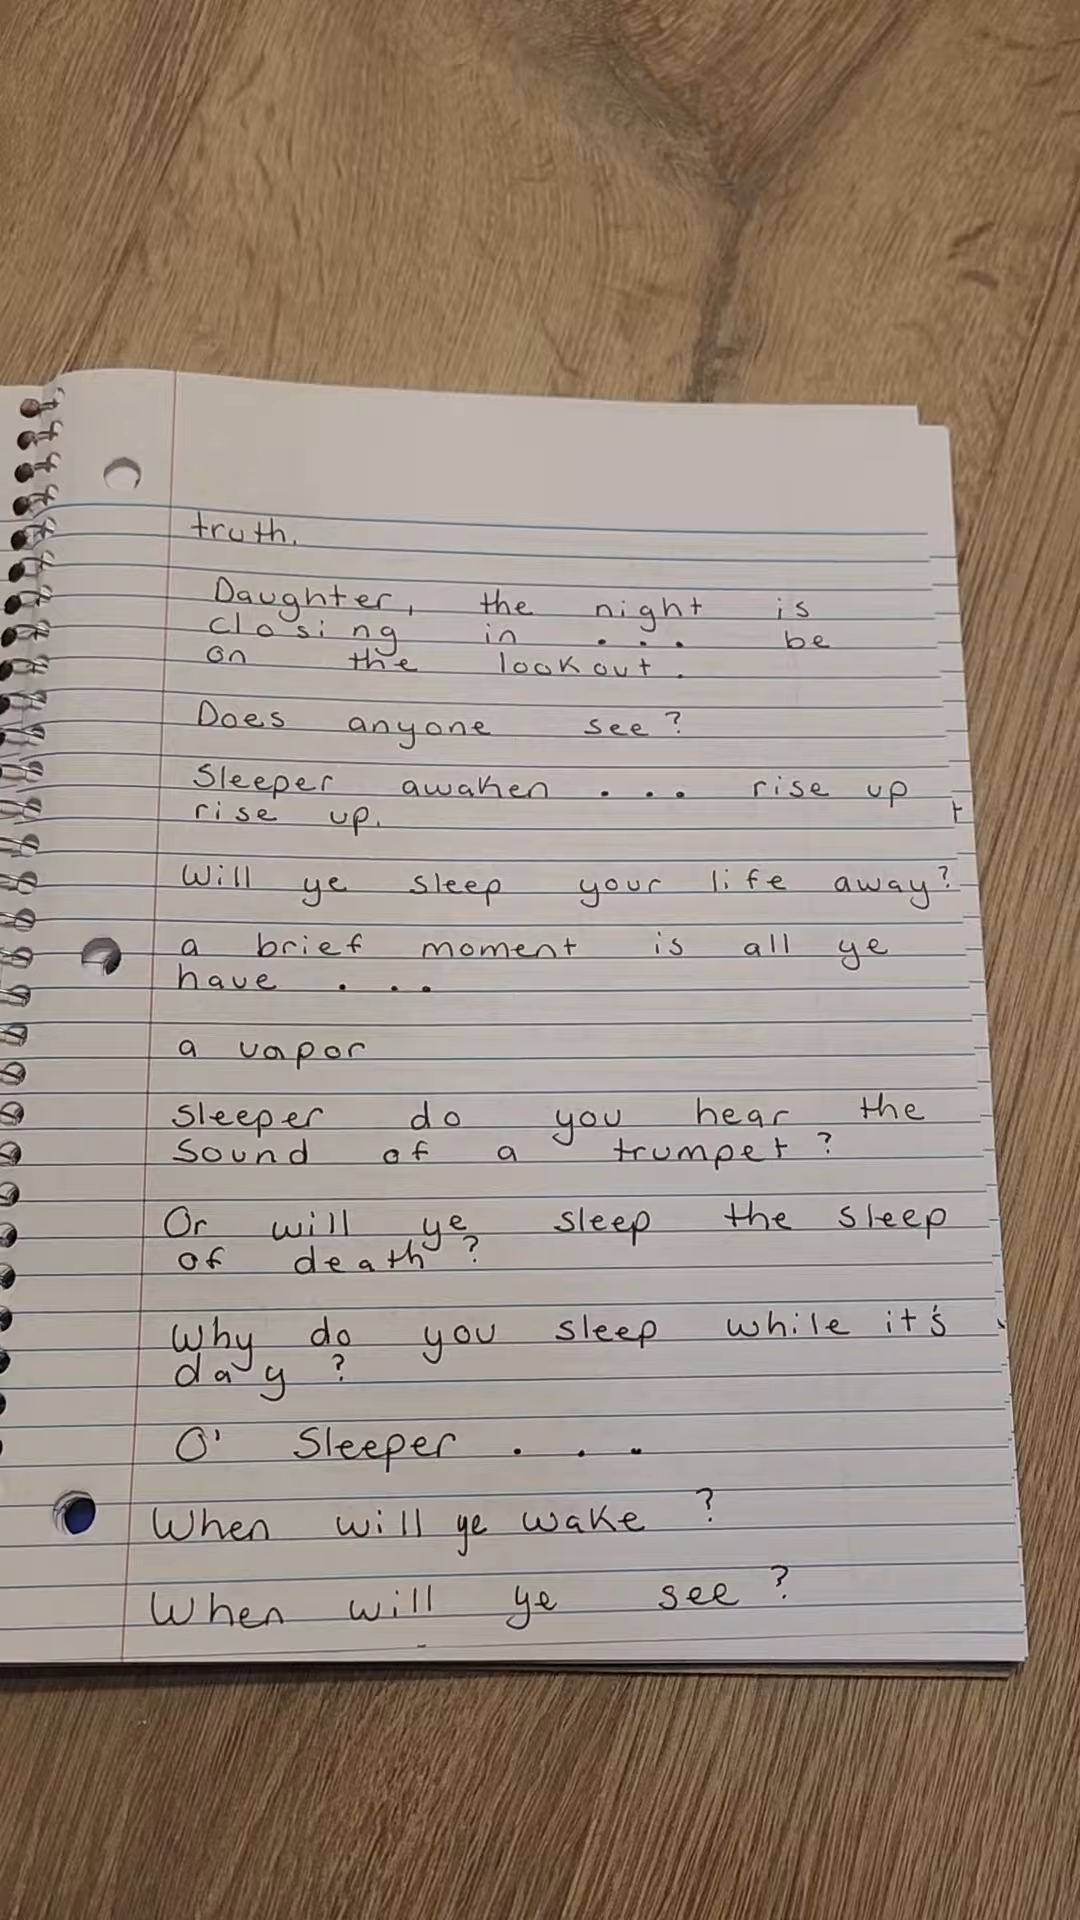 truth.
Daughter, the night is
closing in ... be
on the lookout.
Does anyone see?
Sleeper awaken ... rise up
rise up.
Will ye sleep your life away?
a brief moment is all ye
have ...
a vapor
Sleeper do you hear the
Sound of a trumpet?
Or will ye sleep the sleep
of death?
Why do you sleep while it's
day?
O' Sleeper ...
When will ye wake?
When will ye see?